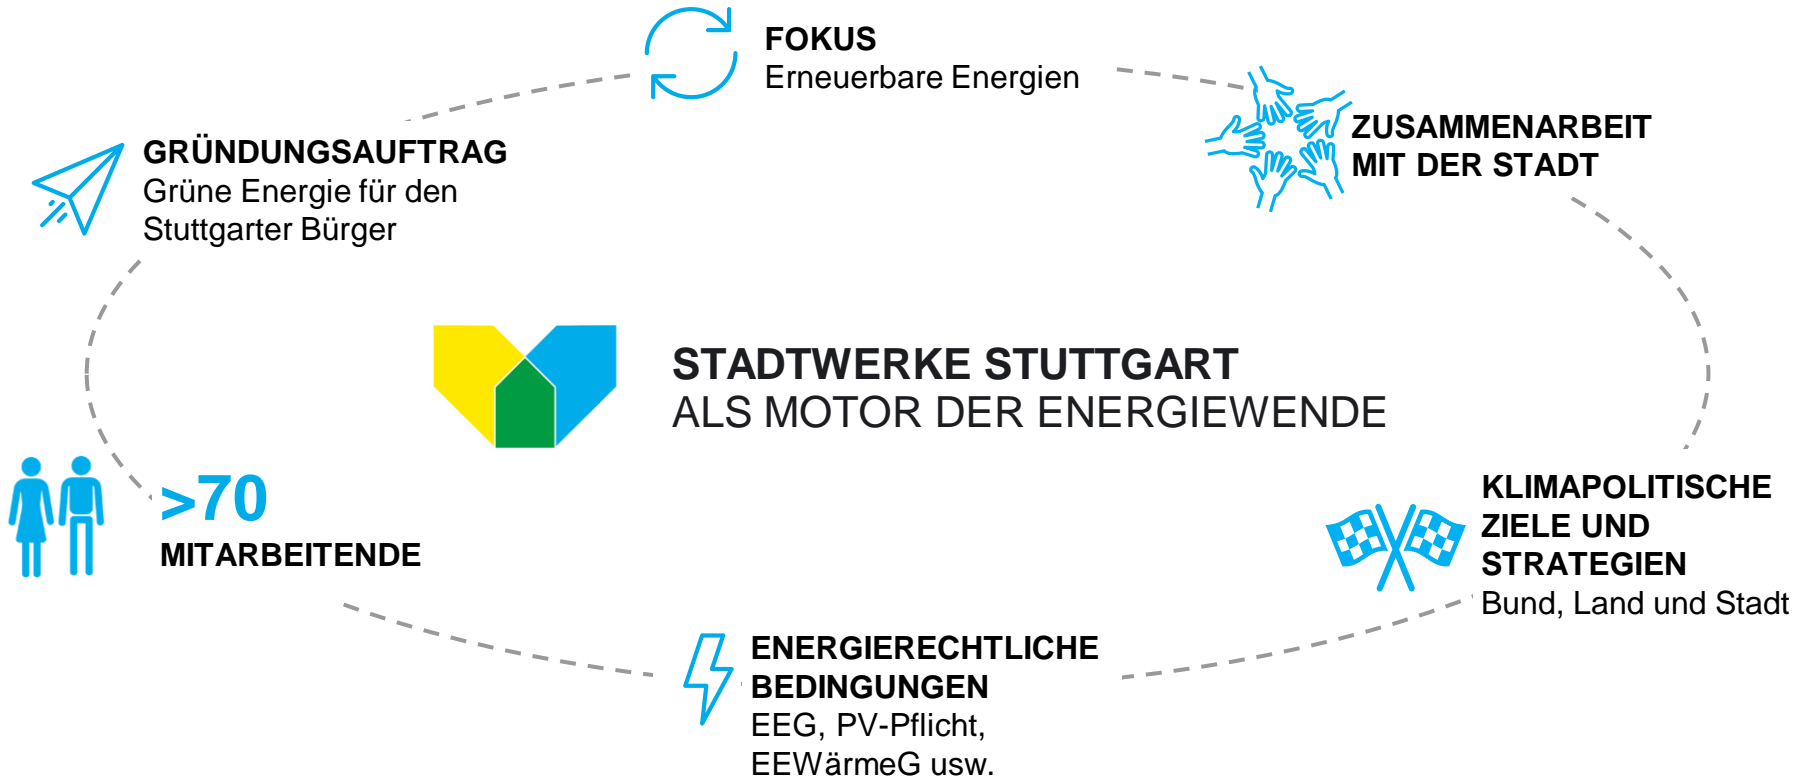 FOKUS
Erneuerbare Energien
ZUSAMMENARBEIT
MIT DER STADT
GRÜNDUNGSAUFTRAG
Grüne Energie für den
Stuttgarter Bürger
STADTWERKE STUTTGART
ALS MOTOR DER ENERGIEWENDE
>70
MITARBEITENDE
KLIMAPOLITISCHE
ZIELE UND
STRATEGIEN
Bund, Land und Stadt
ENERGIERECHTLICHE
BEDINGUNGEN
EEG, PV-Pflicht,
EEWärmeG usw.